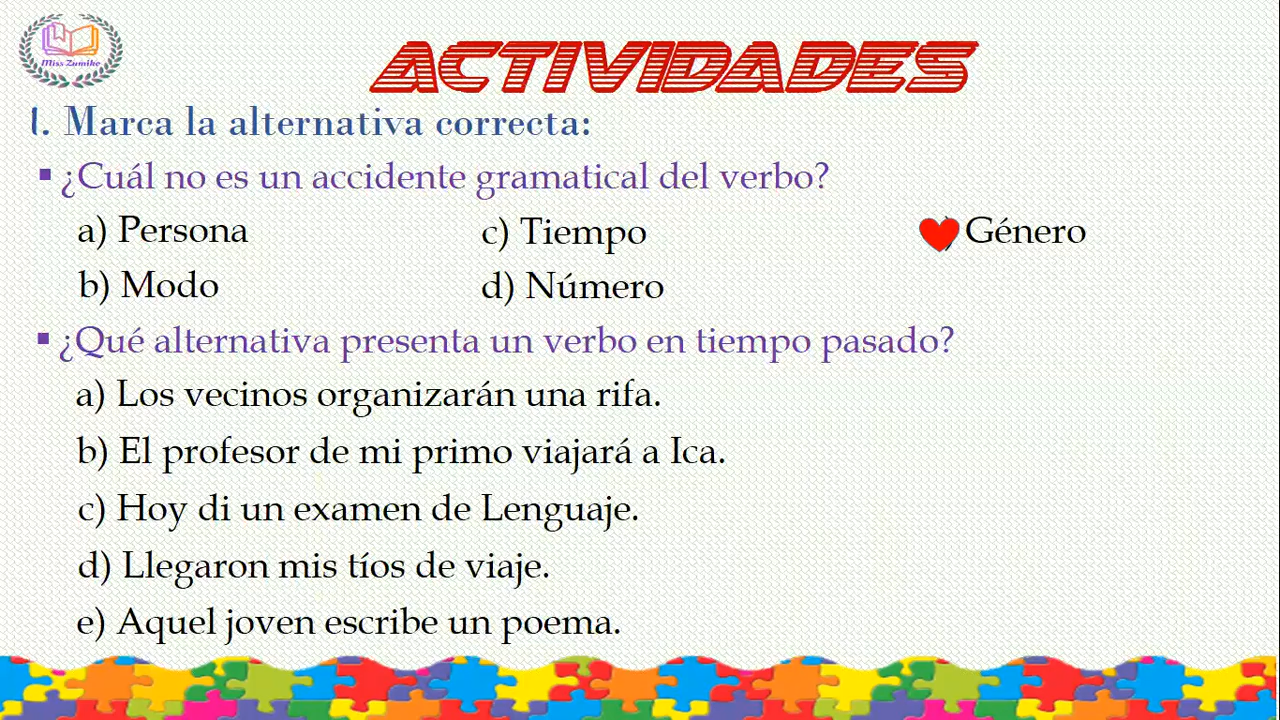 Miss Zumike
ACTIVIDADES
1. Marca la alternativa correcta:
▪ ¿Cuál no es un accidente gramatical del verbo?
a) Persona c) Tiempo ) Género
b) Modo d) Número
▪ ¿Qué alternativa presenta un verbo en tiempo pasado?
a) Los vecinos organizarán una rifa.
b) El profesor de mi primo viajará a Ica.
c) Hoy di un examen de Lenguaje.
d) Llegaron mis tíos de viaje.
e) Aquel joven escribe un poema.